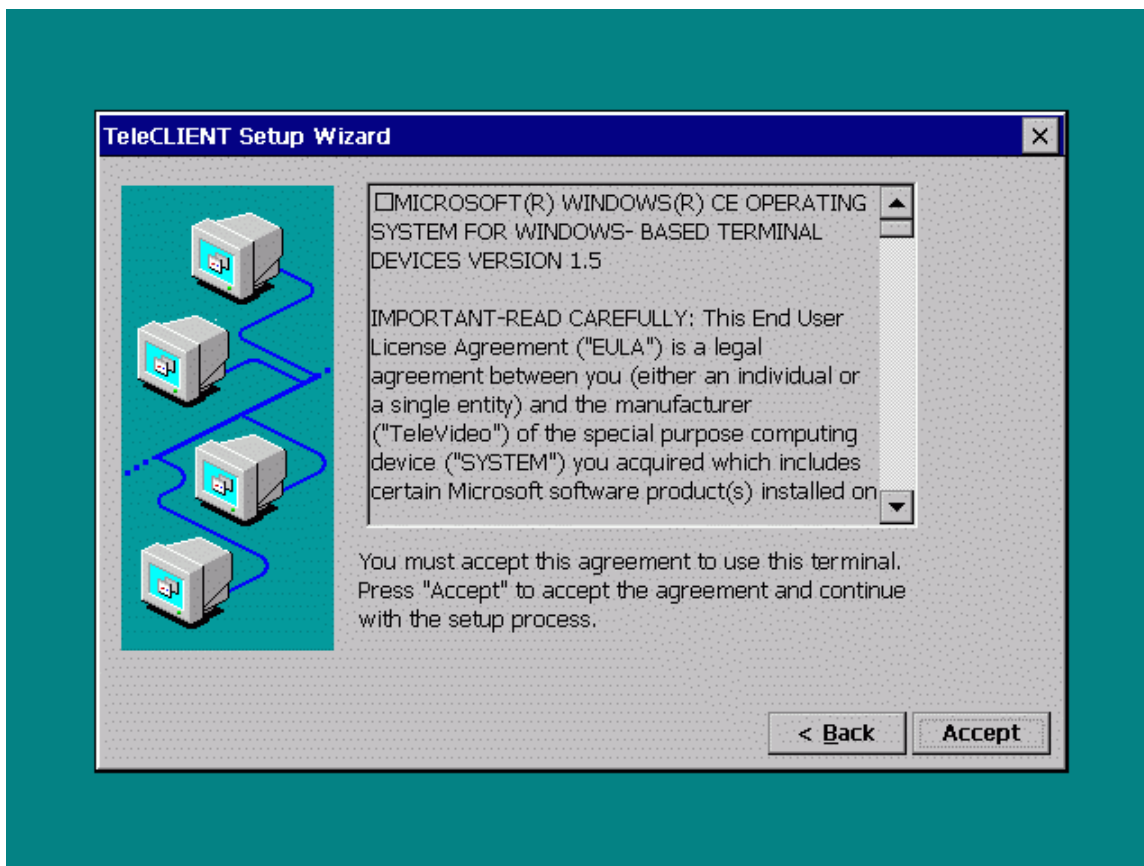 TeleCLIENT Setup Wizard
MICROSOFT(R) WINDOWS(R) CE OPERATING
SYSTEM FOR WINDOWS- BASED TERMINAL
DEVICES VERSION 1.5
IMPORTANT-READ CAREFULLY: This End User
License Agreement ("EULA") is a legal
agreement between you (either an individual or
a single entity) and the manufacturer
("TeleVideo") of the special purpose computing
device ("SYSTEM") you acquired which includes
certain Microsoft software product(s) installed on
You must accept this agreement to use this terminal.
Press "Accept" to accept the agreement and continue
with the setup process.
< Back
Accept